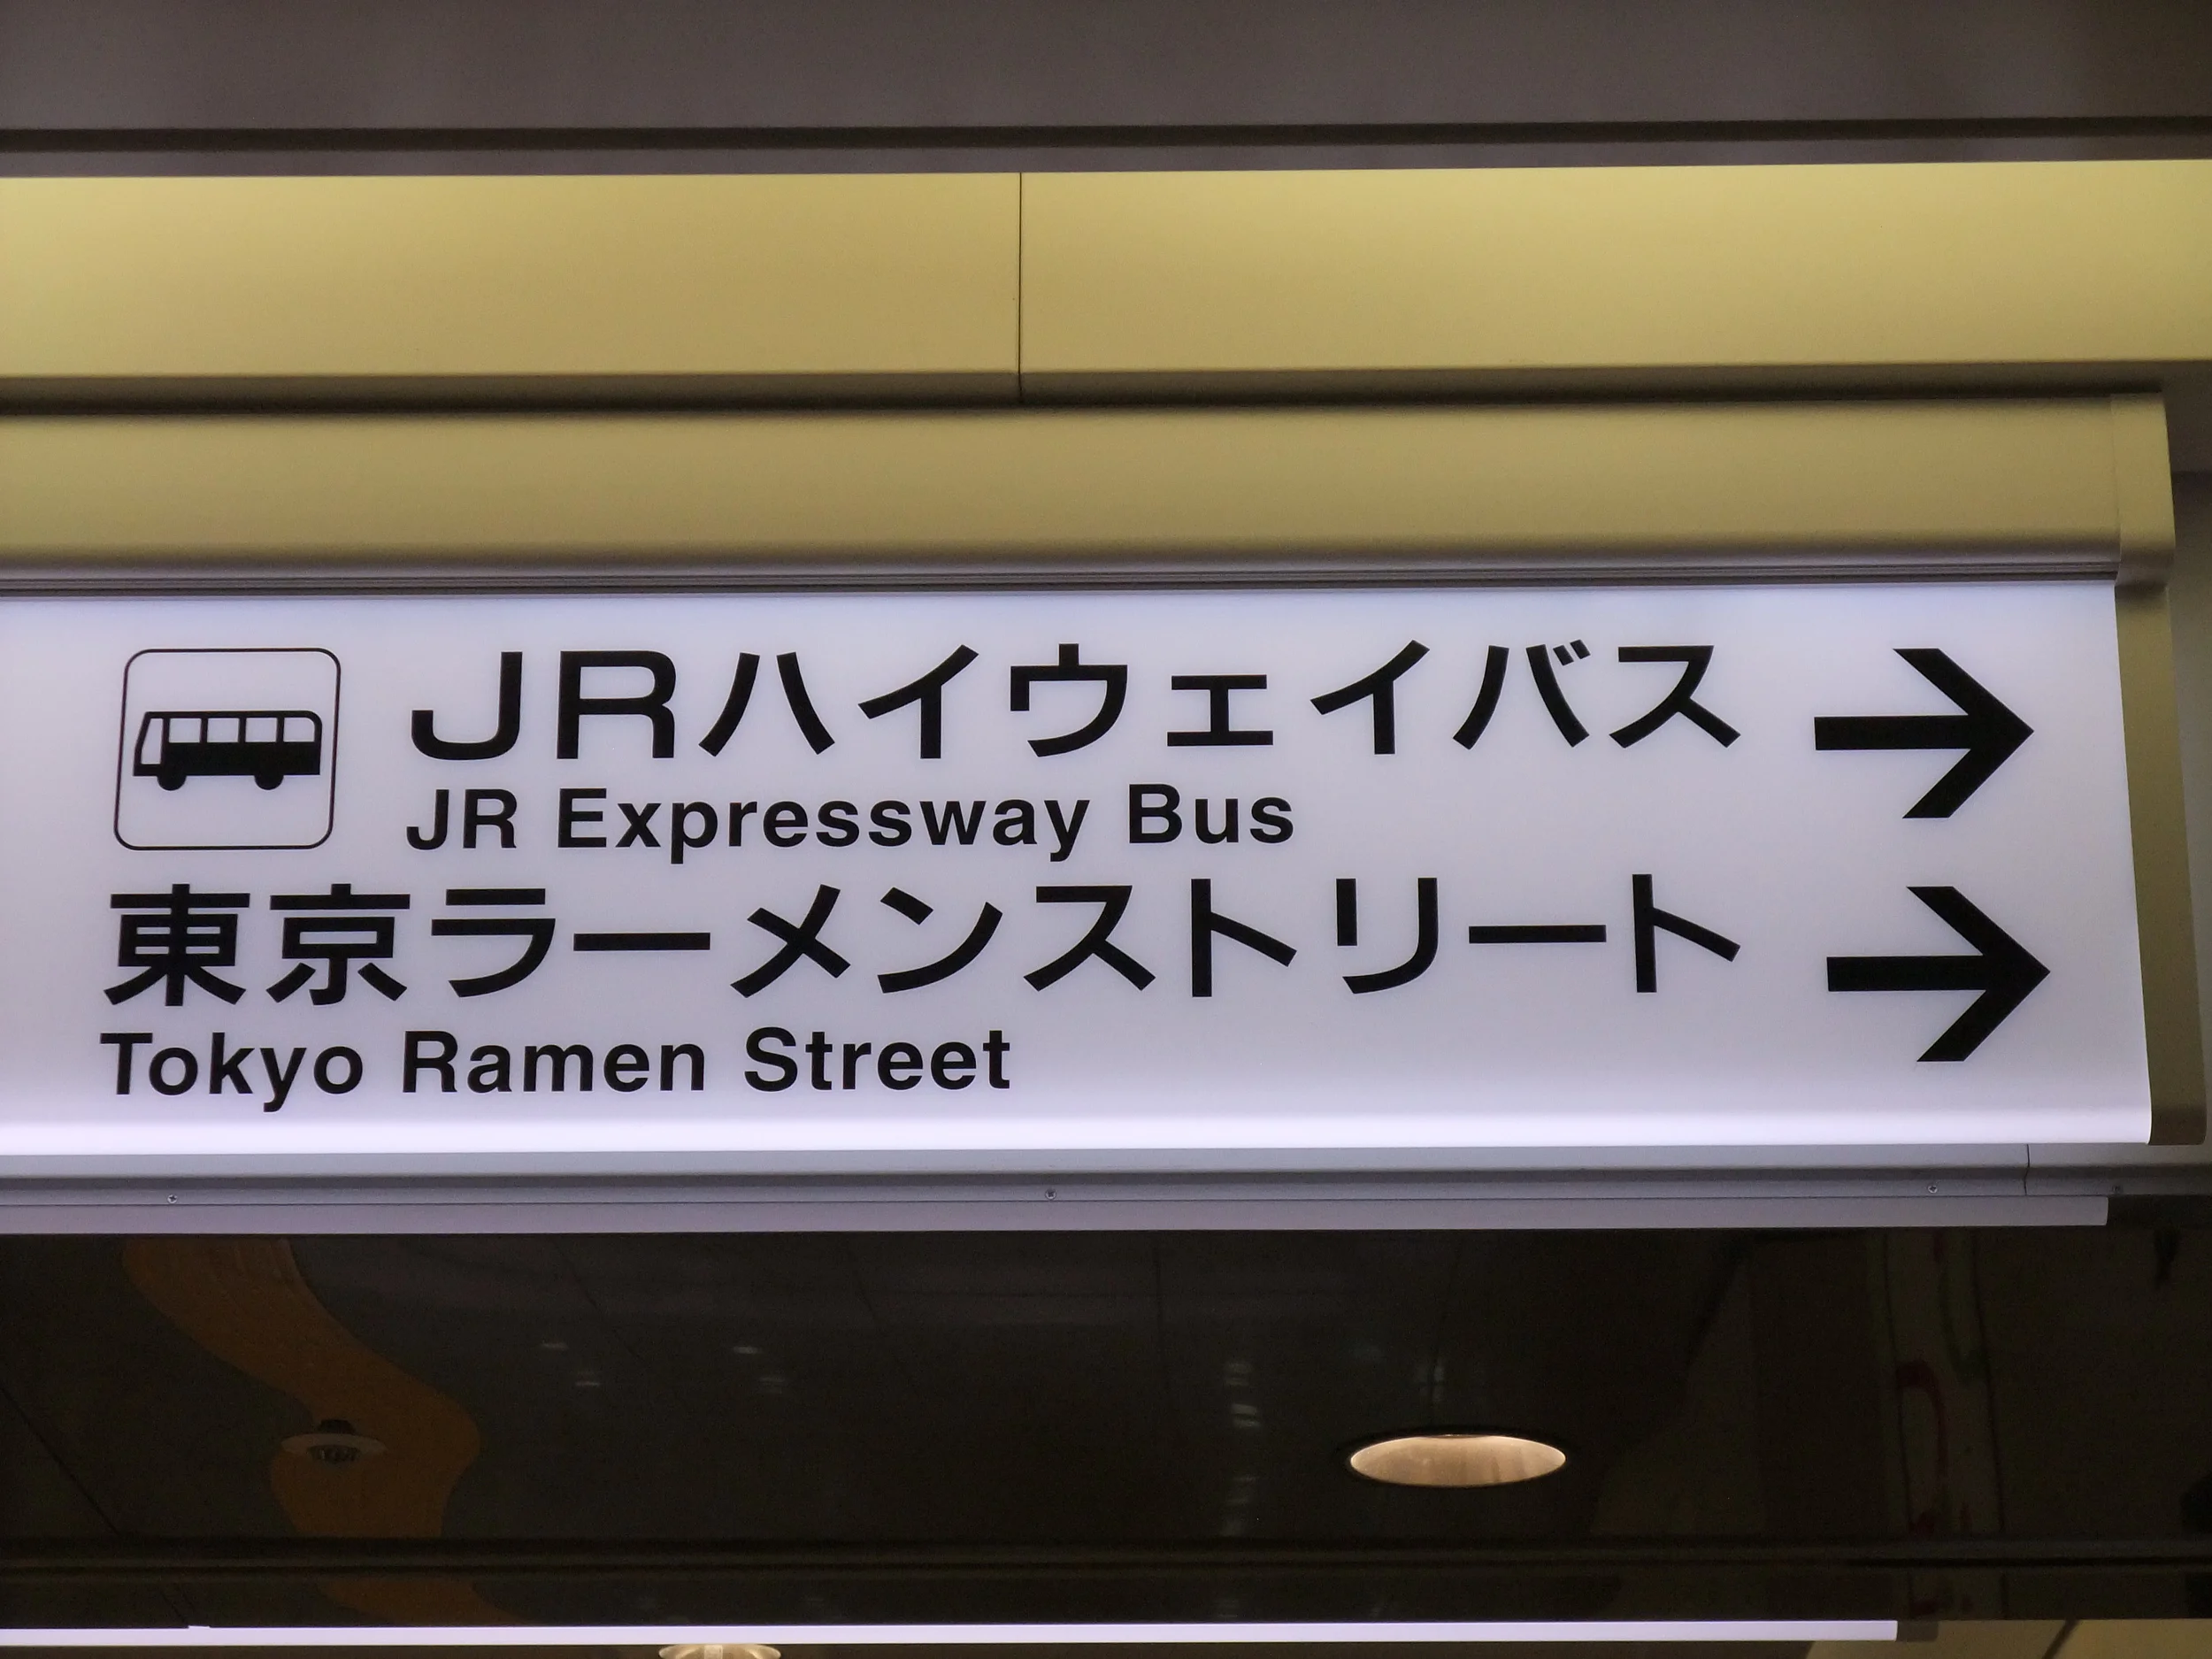 JRハイウェイバス →
JR Expressway Bus
東京ラーメンストリート →
Tokyo Ramen Street